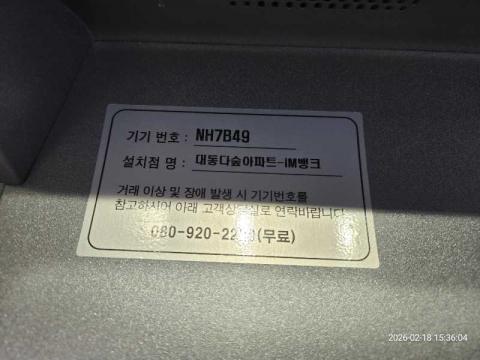 기기 번호 : NH7B49
설치점 명 : 대동다숲아파트-iM뱅크
거래 이상 및 장애 발생 시 기기번호를
참고하시어 아래 고객상담실로 연락바랍니다
(무료)
2026-02-18 15:36:04